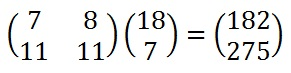 (7 8)(18) = (182)
(11 11)(7) = (275)